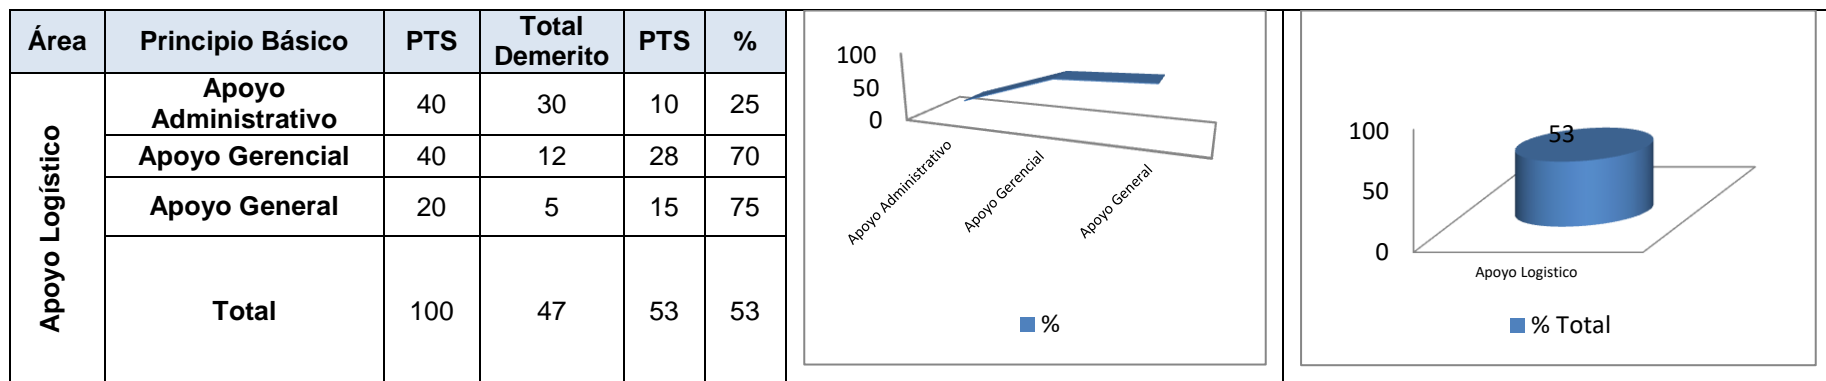 Área Principio Básico PTS Total Demerito PTS %
Apoyo Logístico
Apoyo Administrativo 40 30 10 25
Apoyo Gerencial 40 12 28 70
Apoyo General 20 5 15 75
Total 100 47 53 53
100
50
0
Apoyo Administrativo
Apoyo Gerencial
Apoyo General
%
100
50
0
53
Apoyo Logistico
% Total